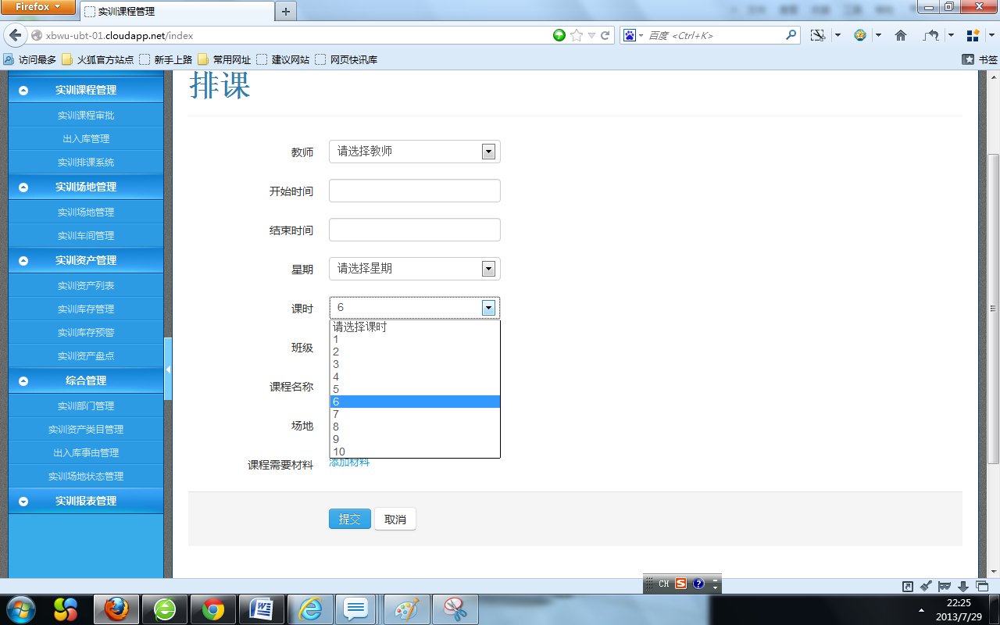 Firefox
实训课程管理
xbwu-ubt-01.cloudapp.net/index
百度 <Ctrl+K>
访问最多
火狐官方站点
新手上路
常用网址
建议网站
网页快讯库
书签
实训课程管理
实训课程审批
出入库管理
实训排课系统
实训场地管理
实训场地管理
实训车间管理
实训资产管理
实训资产列表
实训库存管理
实训库存预警
实训资产盘点
综合管理
实训部门管理
实训资产类目管理
出入库事由管理
实训场地状态管理
实训报表管理
排课
教师
请选择教师
开始时间
结束时间
星期
请选择星期
课时
6
请选择课时
1
2
3
4
5
6
7
8
9
10
班级
课程名称
场地
课程需要材料
添加材料
提交
取消
CH
22:25
2013/7/29